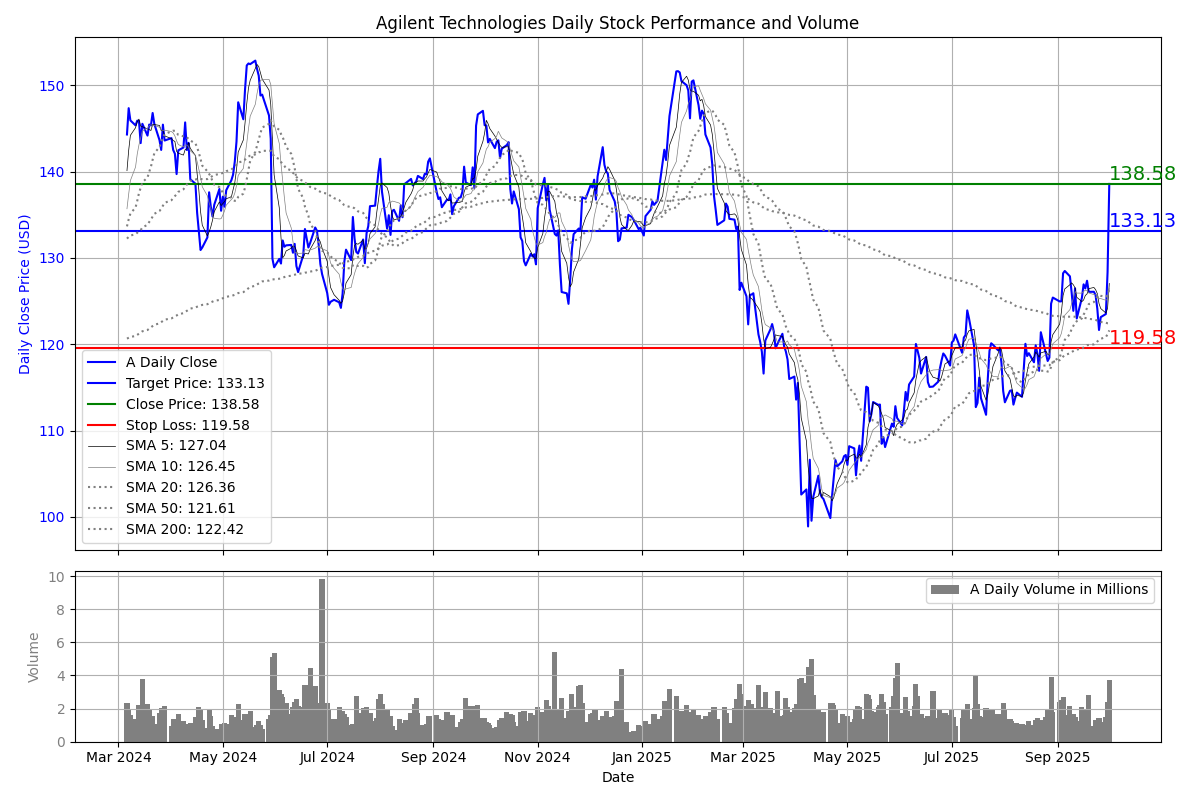 Agilent Technologies Daily Stock Performance and Volume
Daily Close Price (USD)
150
140
130
120
110
100
138.58
133.13
119.58
A Daily Close
Target Price: 133.13
Close Price: 138.58
Stop Loss: 119.58
SMA 5: 127.04
SMA 10: 126.45
SMA 20: 126.36
SMA 50: 121.61
SMA 200: 122.42
Volume
10
8
6
4
2
0
A Daily Volume in Millions
Mar 2024 May 2024 Jul 2024 Sep 2024 Nov 2024 Jan 2025 Mar 2025 May 2025 Jul 2025 Sep 2025
Date